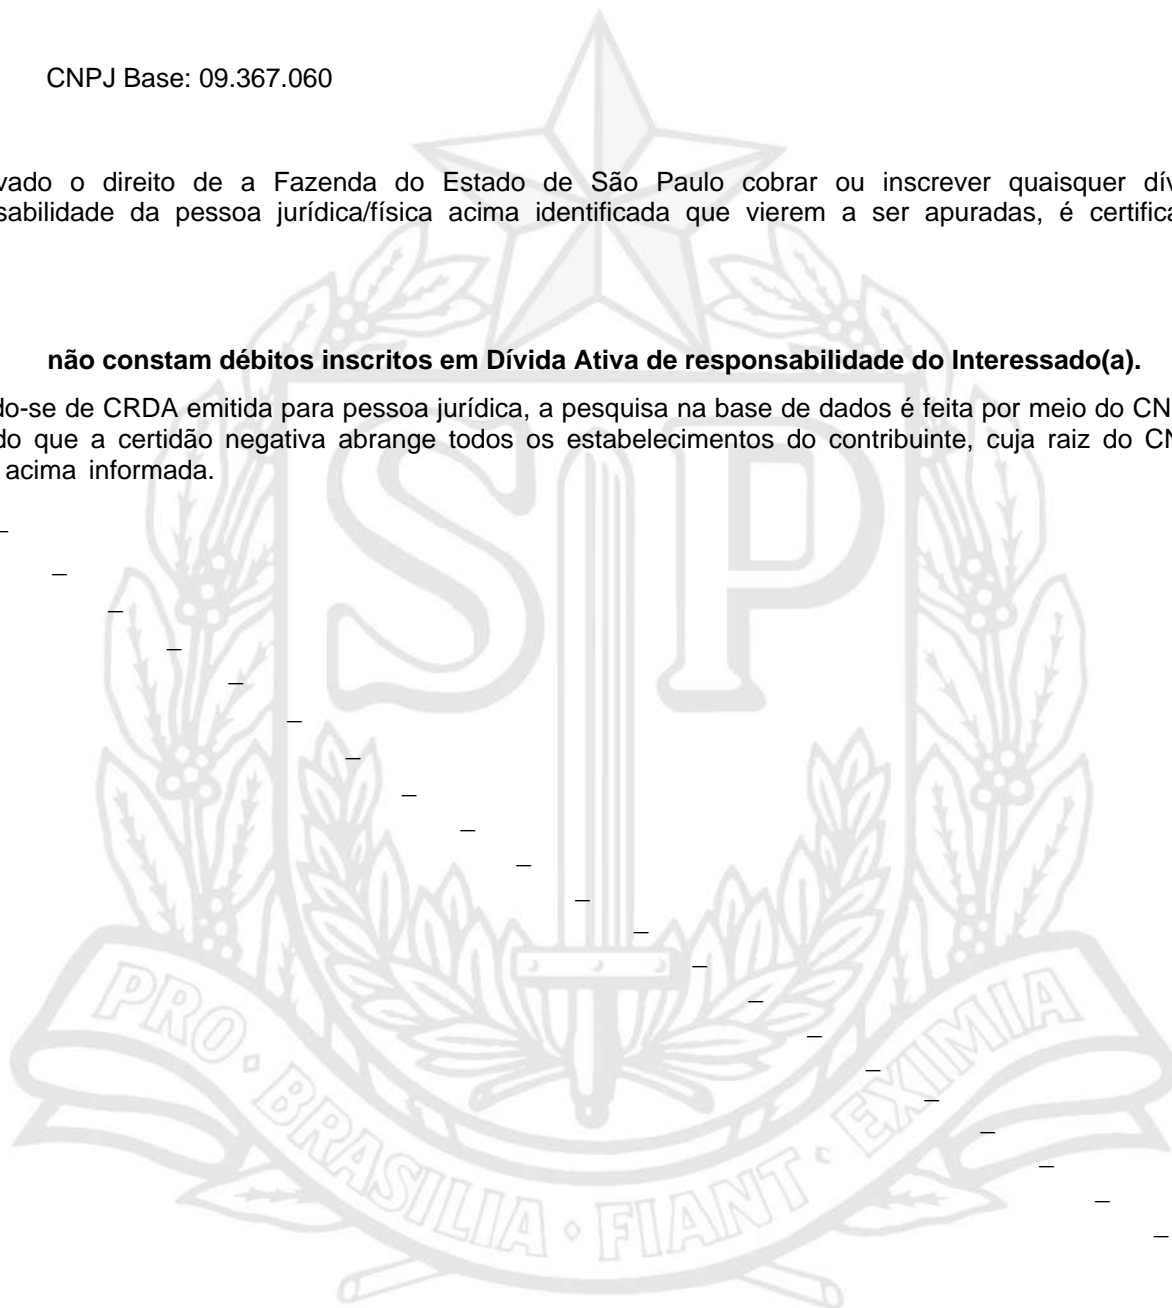 CNPJ Base: 09.367.060
vado o direito de a Fazenda do Estado de São Paulo cobrar ou inscrever quaisquer dív
sabilidade da pessoa jurídica/física acima identificada que vierem a ser apuradas, é certifica
não constam débitos inscritos em Dívida Ativa de responsabilidade do Interessado(a).
do-se de CRDA emitida para pessoa jurídica, a pesquisa na base de dados é feita por meio do CN
do que a certidão negativa abrange todos os estabelecimentos do contribuinte, cuja raiz do CN
acima informada.
SP
PRO • BRASILIA • FIANT • EXIMIA